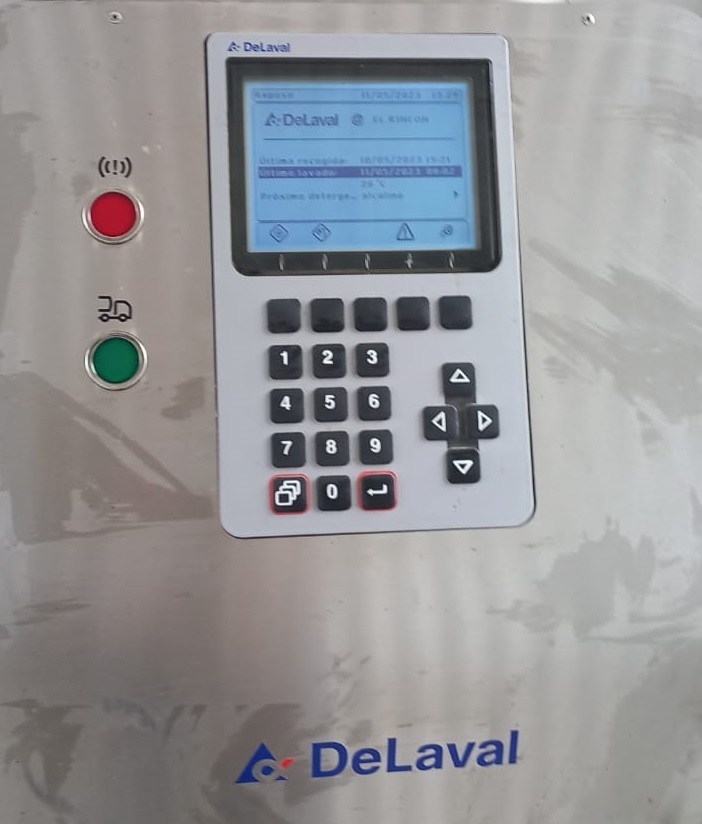 DeLaval
Reposo 11/05/2023 13:29
DeLaval @ EL RINCON
Última recogida: 10/05/2023 15:21
Último lavado: 11/05/2023 08:02
26 °C
Próximo deterge... alcalino
1 2 3
4 5 6
7 8 9
0
DeLaval